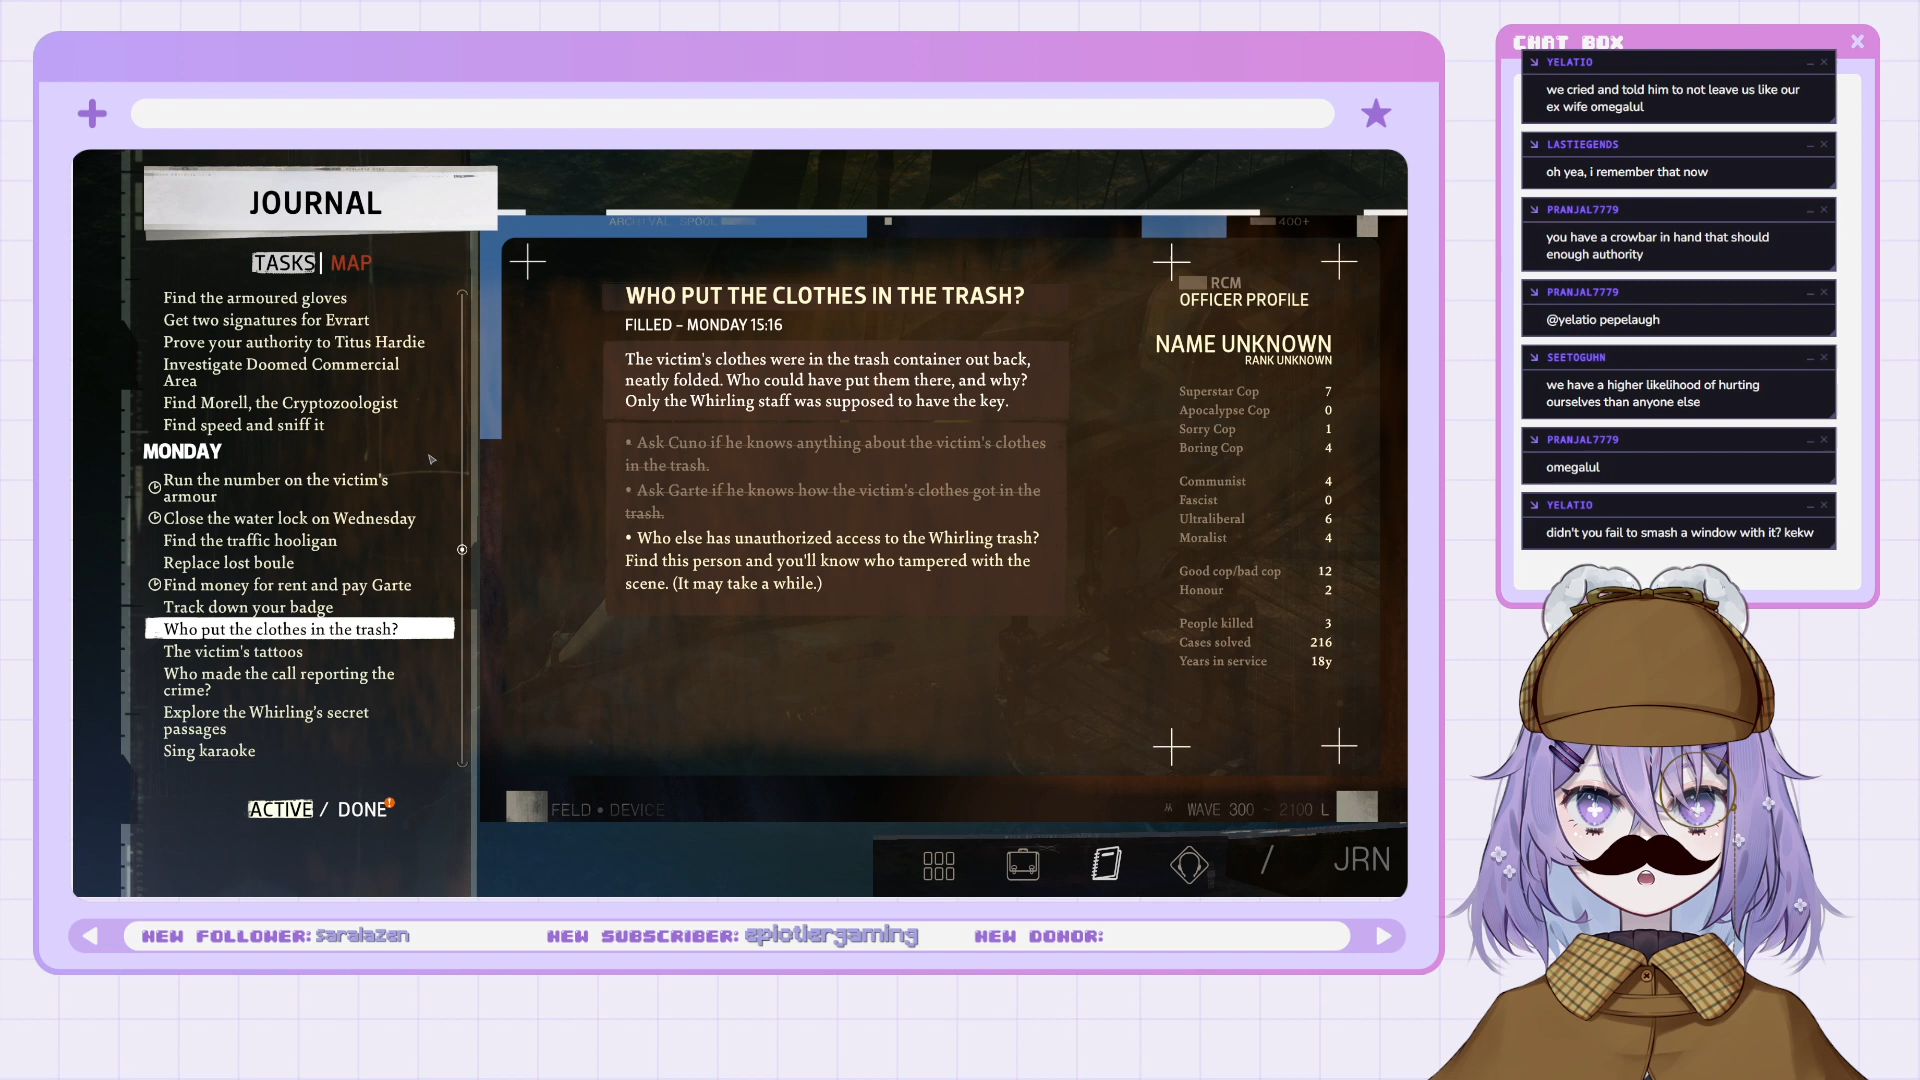 JOURNAL
TASKS | MAP
Find the armoured gloves
Get two signatures for Evrart
Prove your authority to Titus Hardie
Investigate Doomed Commercial
Area
Find Morell, the Cryptozoologist
Find speed and sniff it
MONDAY
Run the number on the victim's
armour
Close the water lock on Wednesday
Find the traffic hooligan
Replace lost boule
Find money for rent and pay Garte
Track down your badge
Who put the clothes in the trash?
The victim's tattoos
Who made the call reporting the
crime?
Explore the Whirling's secret
passages
Sing karaoke
ACTIVE / DONE
ARCHIVAL SPOOL
400+
WHO PUT THE CLOTHES IN THE TRASH?
FILLED – MONDAY 15:16
The victim's clothes were in the trash container out back,
neatly folded. Who could have put them there, and why?
Only the Whirling staff was supposed to have the key.
• Ask Cuno if he knows anything about the victim's clothes
in the trash.
• Ask Garte if he knows how the victim's clothes got in the
trash.
• Who else has unauthorized access to the Whirling trash?
Find this person and you'll know who tampered with the
scene. (It may take a while.)
RCM
OFFICER PROFILE
NAME UNKNOWN
RANK UNKNOWN
Superstar Cop 7
Apocalypse Cop 0
Sorry Cop 1
Boring Cop 4
Communist 4
Fascist 0
Ultraliberal 6
Moralist 4
Good cop/bad cop 12
Honour 2
People killed 3
Cases solved 216
Years in service 18y
FELD • DEVICE
WAVE 300 ~ 2100 L
/ JRN
NEW FOLLOWER: saralazen
NEW SUBSCRIBER: eplotlergaming
NEW DONOR:
CHAT BOX
YELATIO
we cried and told him to not leave us like our
ex wife omegalul
LASTIEGENDS
oh yea, i remember that now
PRANJAL7779
you have a crowbar in hand that should
enough authority
PRANJAL7779
@yelatio pepelaugh
SEETOGUHN
we have a higher likelihood of hurting
ourselves than anyone else
PRANJAL7779
omegalul
YELATIO
didn't you fail to smash a window with it? kekw